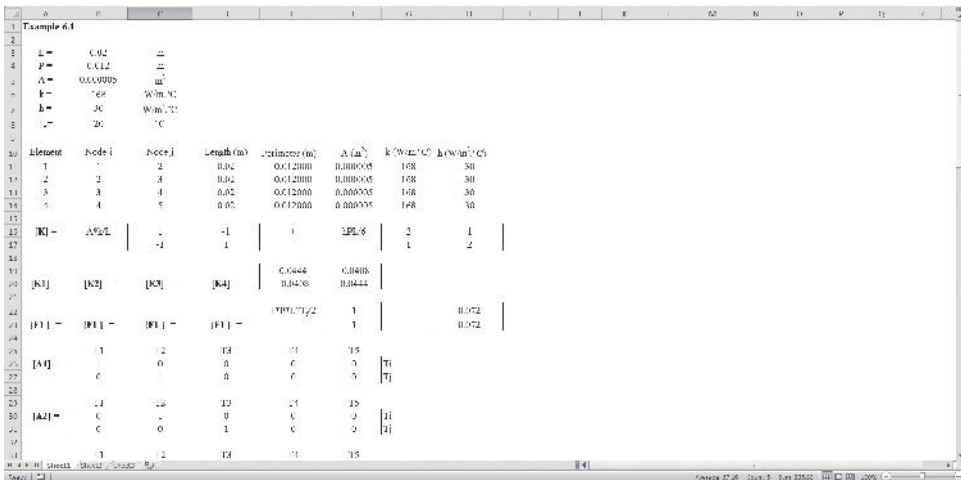 Example 6.1
L = 0.02 m
P = 0.012 m
A = 0.000005 m²
k = 168 W/m.°C
h = 30 W/m².°C
20 °C
Element Node i Node j Length (m) Perimeter (m) A (m²) k (W/m.°C) h (W/m².°C)
1 1 2 0.02 0.012000 0.000005 168 30
2 2 3 0.02 0.012000 0.000005 168 30
3 3 4 0.02 0.012000 0.000005 168 30
4 4 5 0.02 0.012000 0.000005 168 30
[K] = A*k/L 1 -1 + hPL/6 2 1
-1 1 1 2
0.0444 0.0408
[K1] [K2] [K3] [K4] 0.0408 0.0444
1 0.072
1 0.072
T1 T2 T3 T4 T5
[A1] 1 0 0 0 0 Ti
0 1 0 0 0 Tj
T1 T2 T3 T4 T5
[A2] = 0 1 0 0 0 Ti
0 0 1 0 0 Tj
T1 T2 T3 T4 T5
Sheet1 Sheet2 Sheet3
Ready 100%